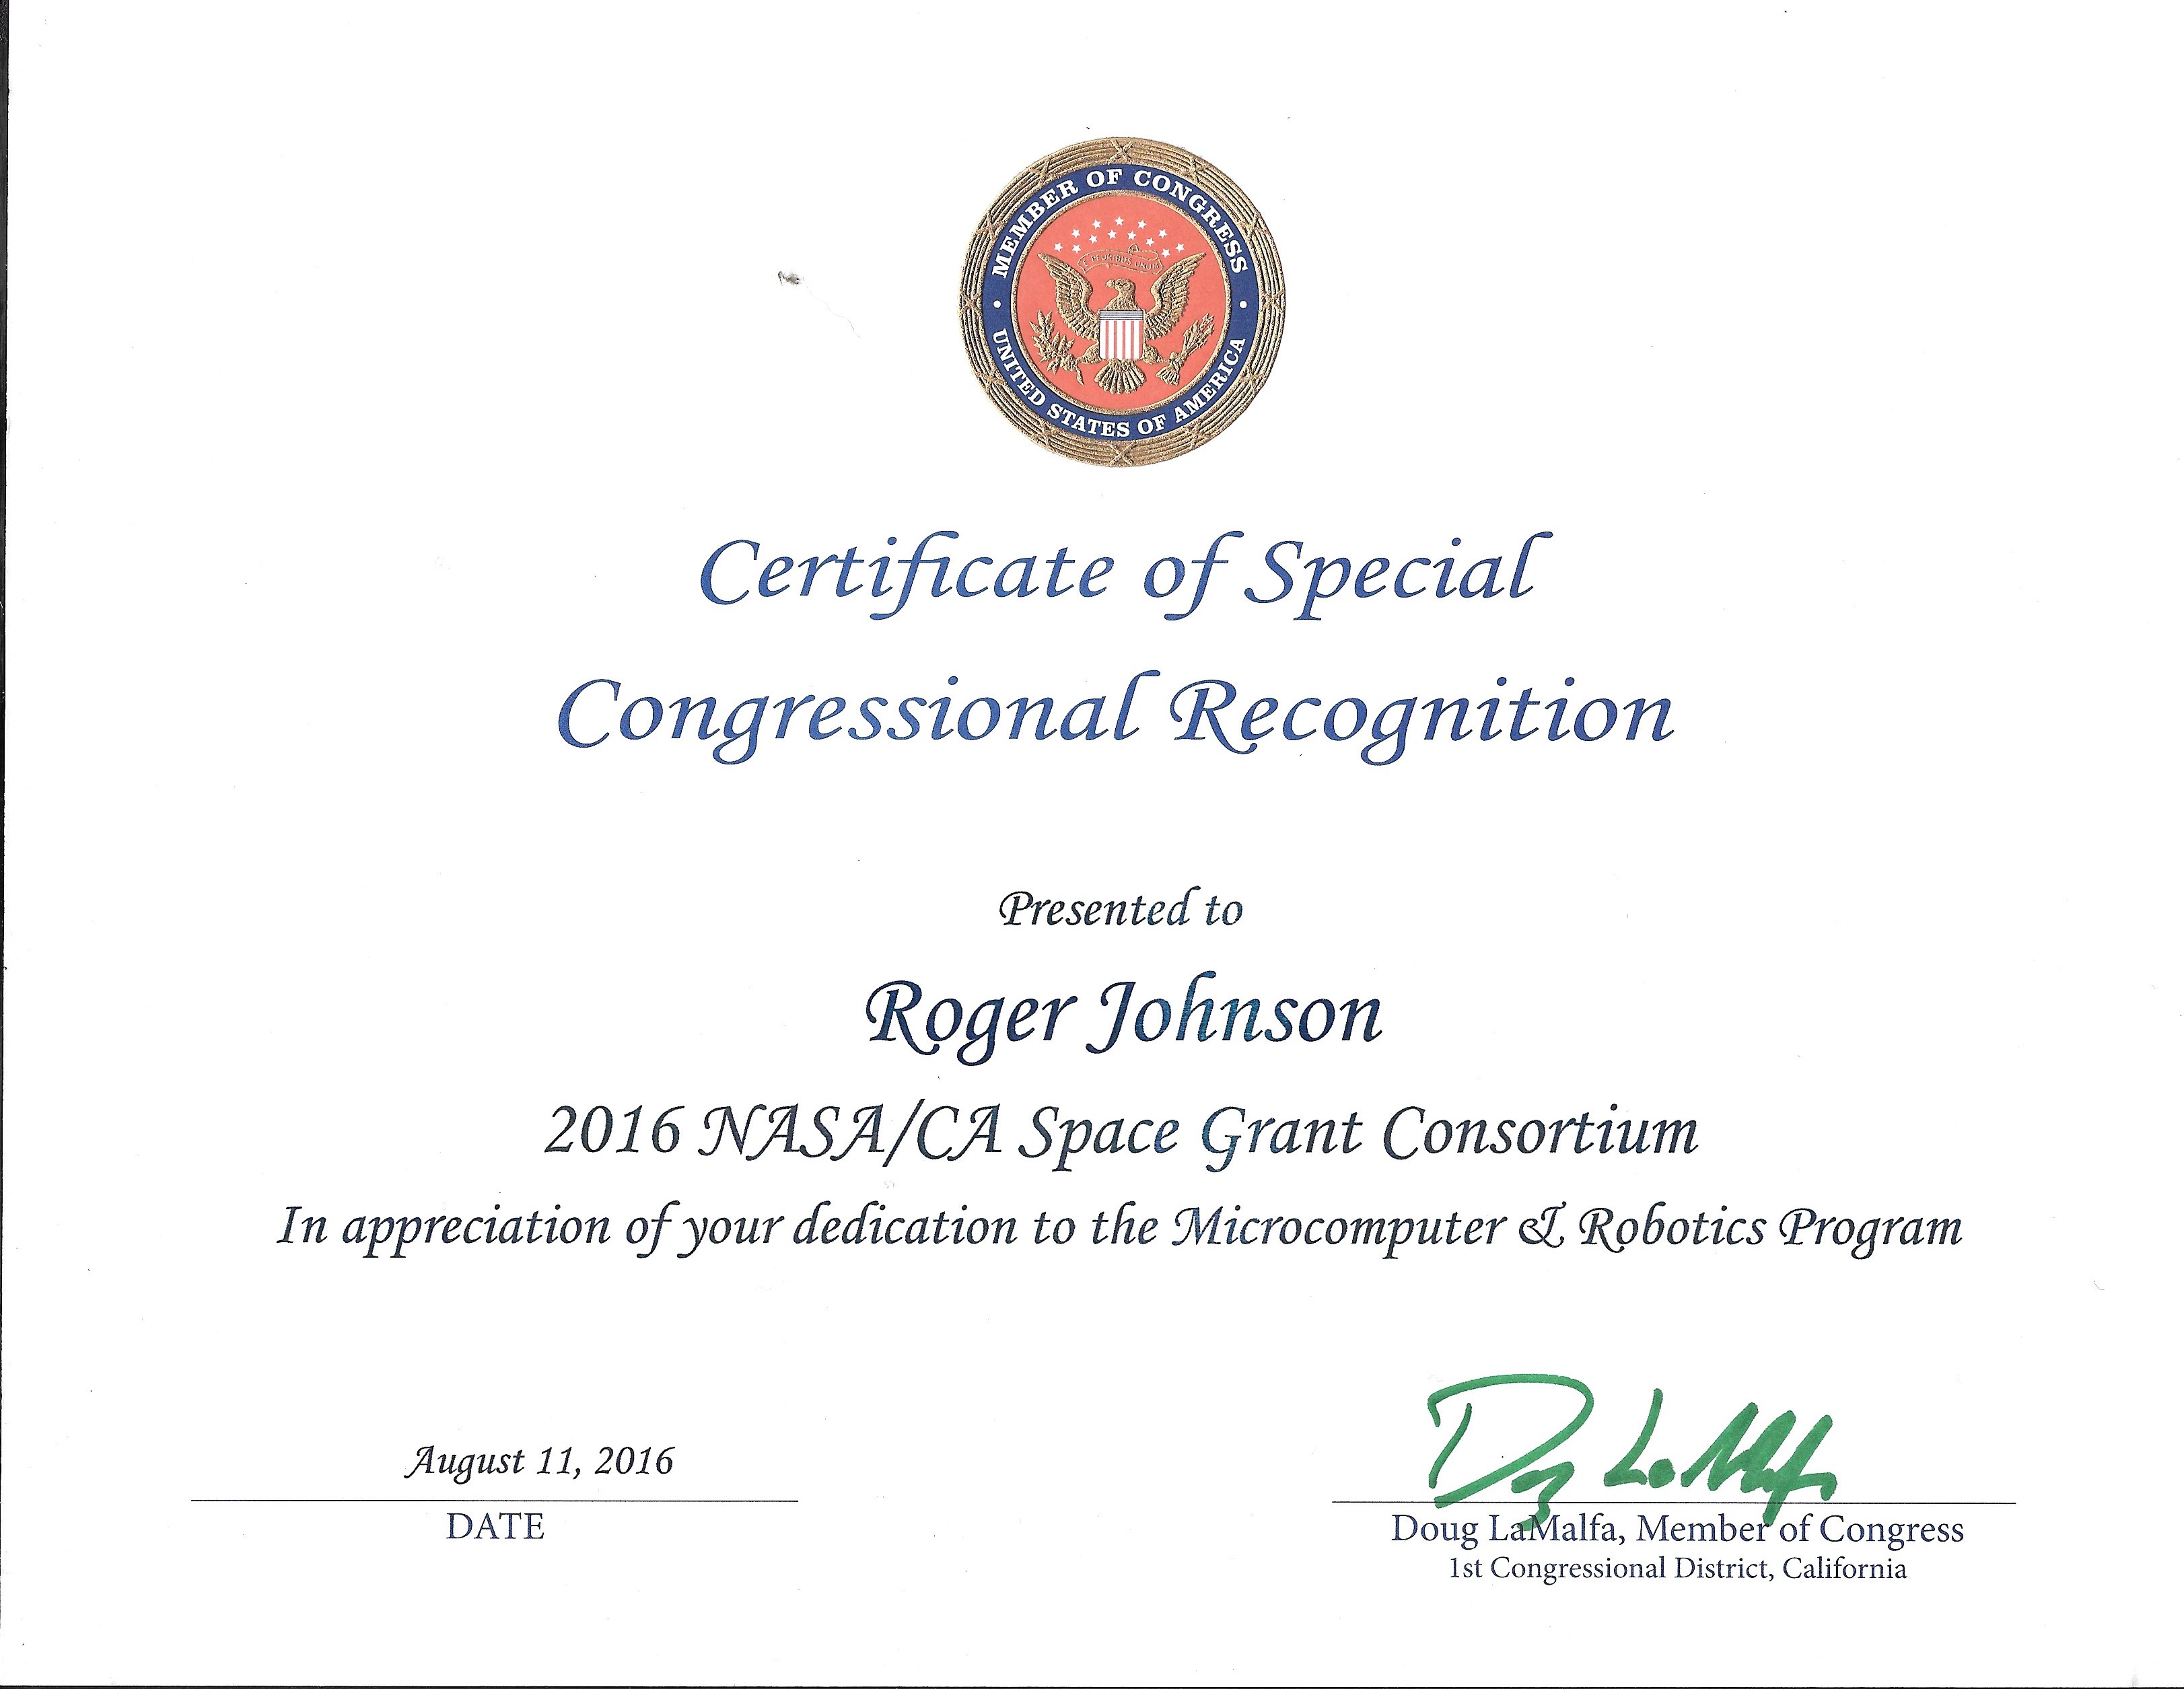 MEMBER OF CONGRESS
E PLURIBUS UNUM
UNITED STATES OF AMERICA
Certificate of Special
Congressional Recognition
Presented to
Roger Johnson
2016 NASA/CA Space Grant Consortium
In appreciation of your dedication to the Microcomputer & Robotics Program
August 11, 2016
DATE
Doug LaMalfa
Doug LaMalfa, Member of Congress
1st Congressional District, California